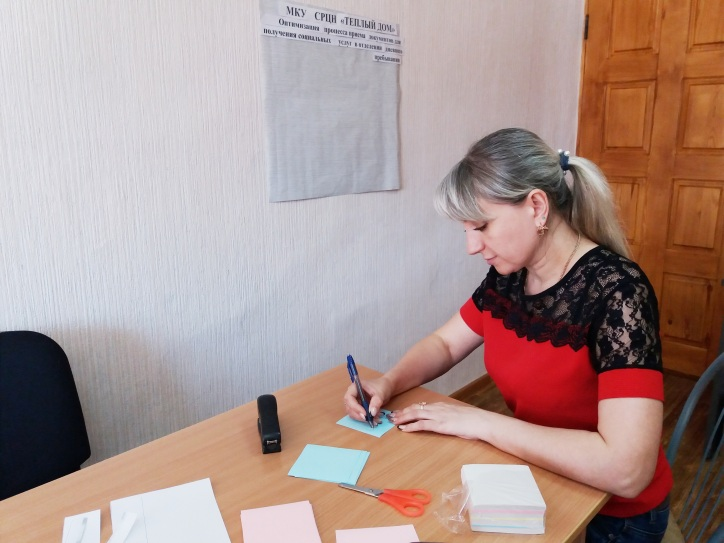 МКУ СРЦН «ТЕПЛЫЙ ДОМ»
Оптимизация процесса приема документов для
получения социальных услуг в отделении дневного
пребывания